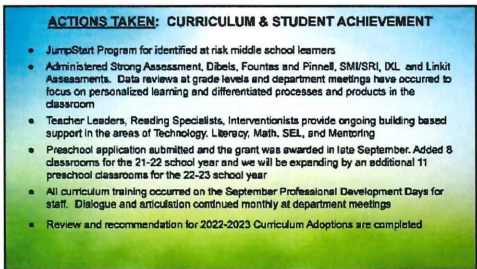 ACTIONS TAKEN: CURRICULUM & STUDENT ACHIEVEMENT
• JumpStart Program for identified at risk middle school learners
• Administered Strong Assessment, Dibels, Fountas and Pinnell, SMI/SRI, IXL and Linkit
Assessments. Data reviews at grade levels and department meetings have occurred to
focus on personalized learning and differentiated processes and products in the
classroom
• Teacher Leaders, Reading Specialists, Interventionists provide ongoing building based
support in the areas of Technology, Literacy, Math, SEL, and Mentoring
• Preschool application submitted and the grant was awarded in late September. Added 8
classrooms for the 21-22 school year and we will be expanding by an additional 11
preschool classrooms for the 22-23 school year
• All curriculum training occurred on the September Professional Development Days for
staff. Dialogue and articulation continued monthly at department meetings
• Review and recommendation for 2022-2023 Curriculum Adoptions are completed